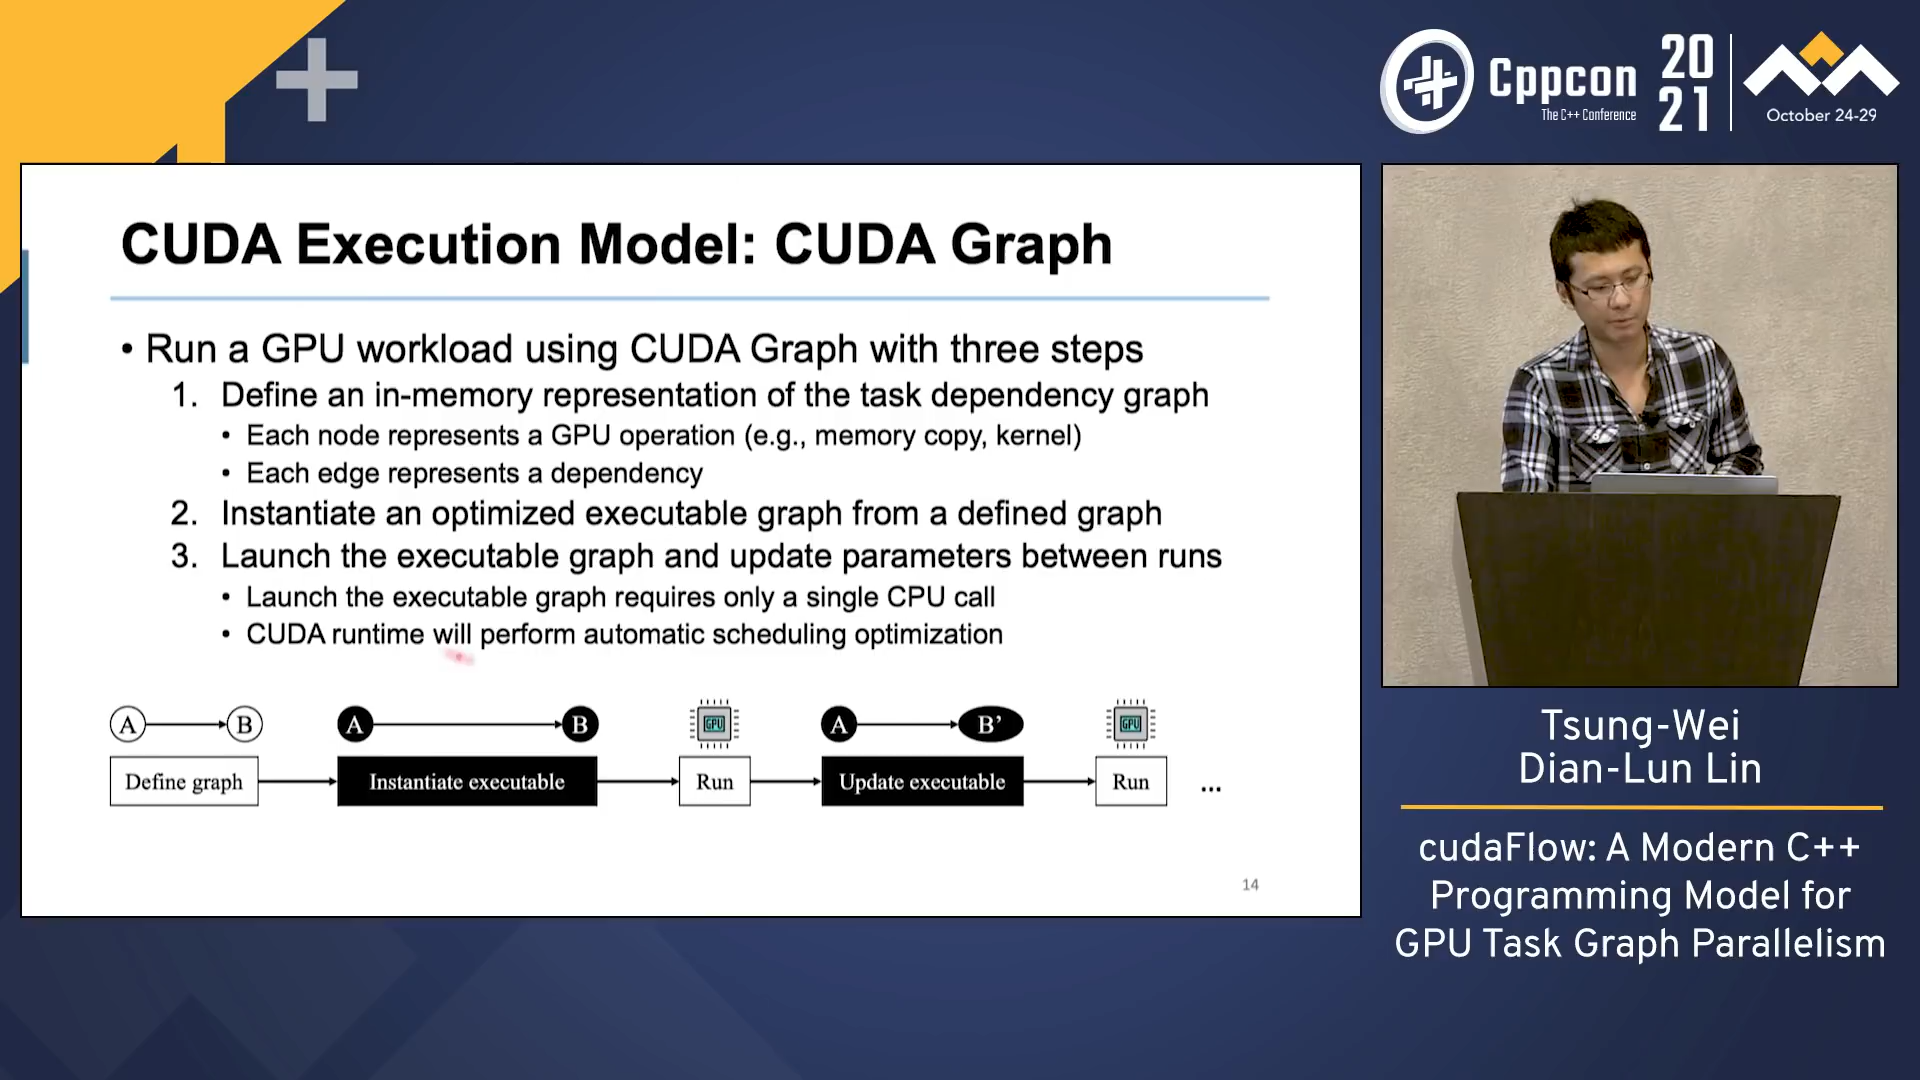 Cppcon
The C++ Conference
20
21
October 24-29
CUDA Execution Model: CUDA Graph
• Run a GPU workload using CUDA Graph with three steps
1. Define an in-memory representation of the task dependency graph
• Each node represents a GPU operation (e.g., memory copy, kernel)
• Each edge represents a dependency
2. Instantiate an optimized executable graph from a defined graph
3. Launch the executable graph and update parameters between runs
• Launch the executable graph requires only a single CPU call
• CUDA runtime will perform automatic scheduling optimization
A B A B GPU A B’ GPU
Define graph Instantiate executable Run Update executable Run ...
14
Tsung-Wei
Dian-Lun Lin
cudaFlow: A Modern C++
Programming Model for
GPU Task Graph Parallelism